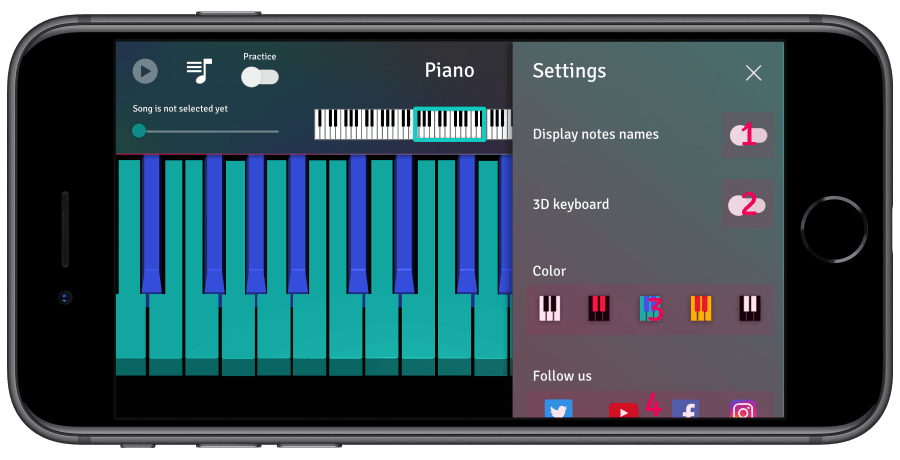 Practice
Piano
Song is not selected yet
Settings
Display notes names
1
3D keyboard
2
Color
3
Follow us
4